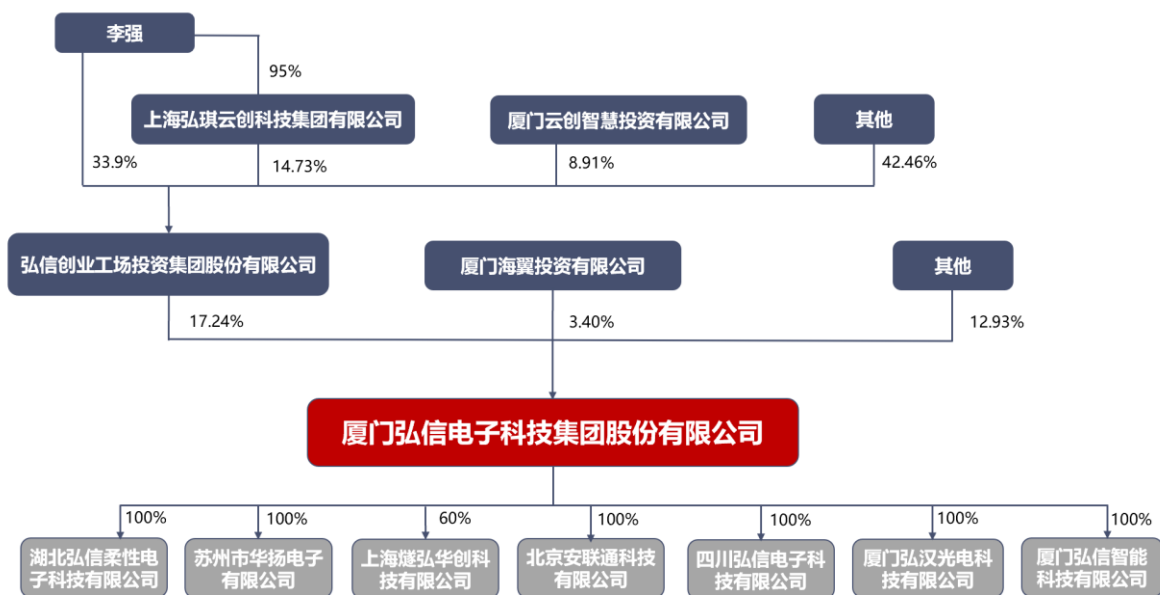 李强
95%
上海弘琪云创科技集团有限公司
厦门云创智慧投资有限公司
其他
33.9%
14.73%
8.91%
42.46%
弘信创业工场投资集团股份有限公司
厦门海翼投资有限公司
其他
17.24%
3.40%
12.93%
厦门弘信电子科技集团股份有限公司
100%
100%
60%
100%
100%
100%
100%
湖北弘信柔性电
子科技有限公司
苏州市华扬电子
有限公司
上海燧弘华创科
技有限公司
北京安联通科技
有限公司
四川弘信电子科
技有限公司
厦门弘汉光电科
技有限公司
厦门弘信智能
科技有限公司